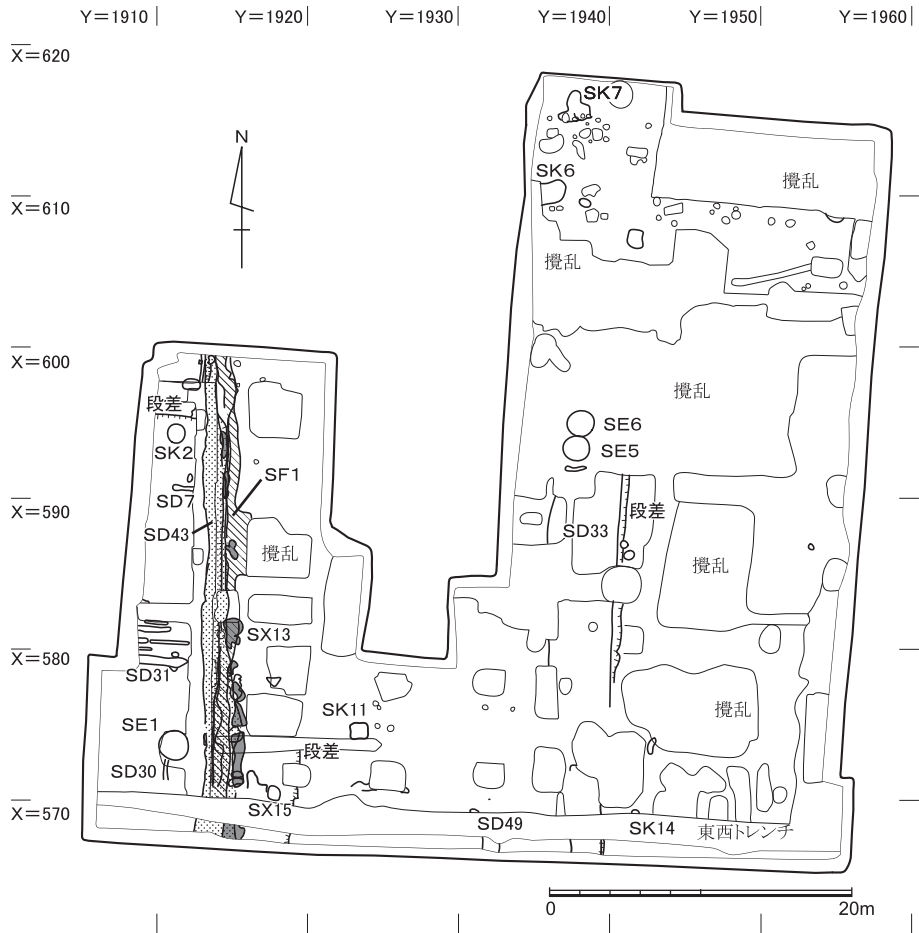 Y=1910 Y=1920 Y=1930 Y=1940 Y=1950 Y=1960
X=620
SK7
N
SK6
攪乱
X=610
攪乱
X=600
攪乱
段差
SE6
SK2
SE5
SF1
SD7
X=590
SD43
SD33
段差
攪乱
攪乱
SX13
X=580
SD31
SE1
SK11
攪乱
段差
SD30
SX15
X=570
SD49
SK14
東西トレンチ
0 20m